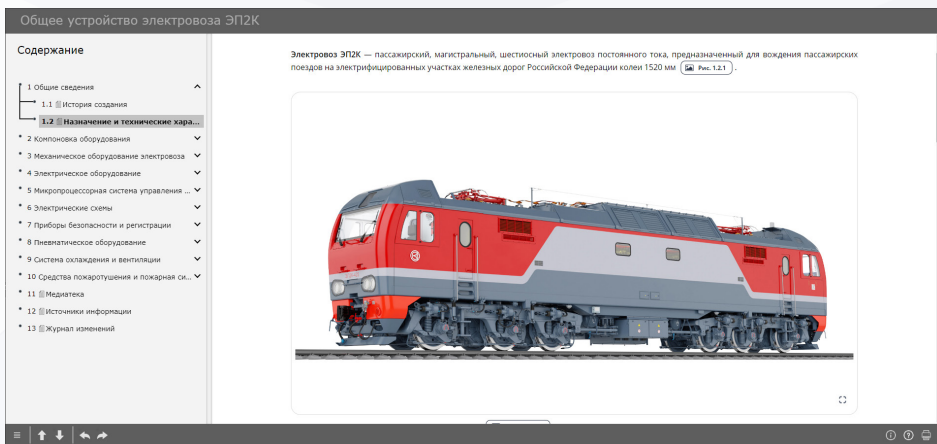 Общее устройство электровоза ЭП2К
Содержание
1 Общие сведения
1.1 История создания
1.2 Назначение и технические хара...
2 Компоновка оборудования
3 Механическое оборудование электровоза
4 Электрическое оборудование
5 Микропроцессорная система управления ...
6 Электрические схемы
7 Приборы безопасности и регистрации
8 Пневматическое оборудование
9 Система охлаждения и вентиляции
10 Средства пожаротушения и пожарная си...
11 Медиатека
12 Источники информации
13 Журнал изменений
Электровоз ЭП2К — пассажирский, магистральный, шестиосный электровоз постоянного тока, предназначенный для вождения пассажирских
поездов на электрифицированных участках железных дорог Российской Федерации колеи 1520 мм Рис. 1.2.1 .